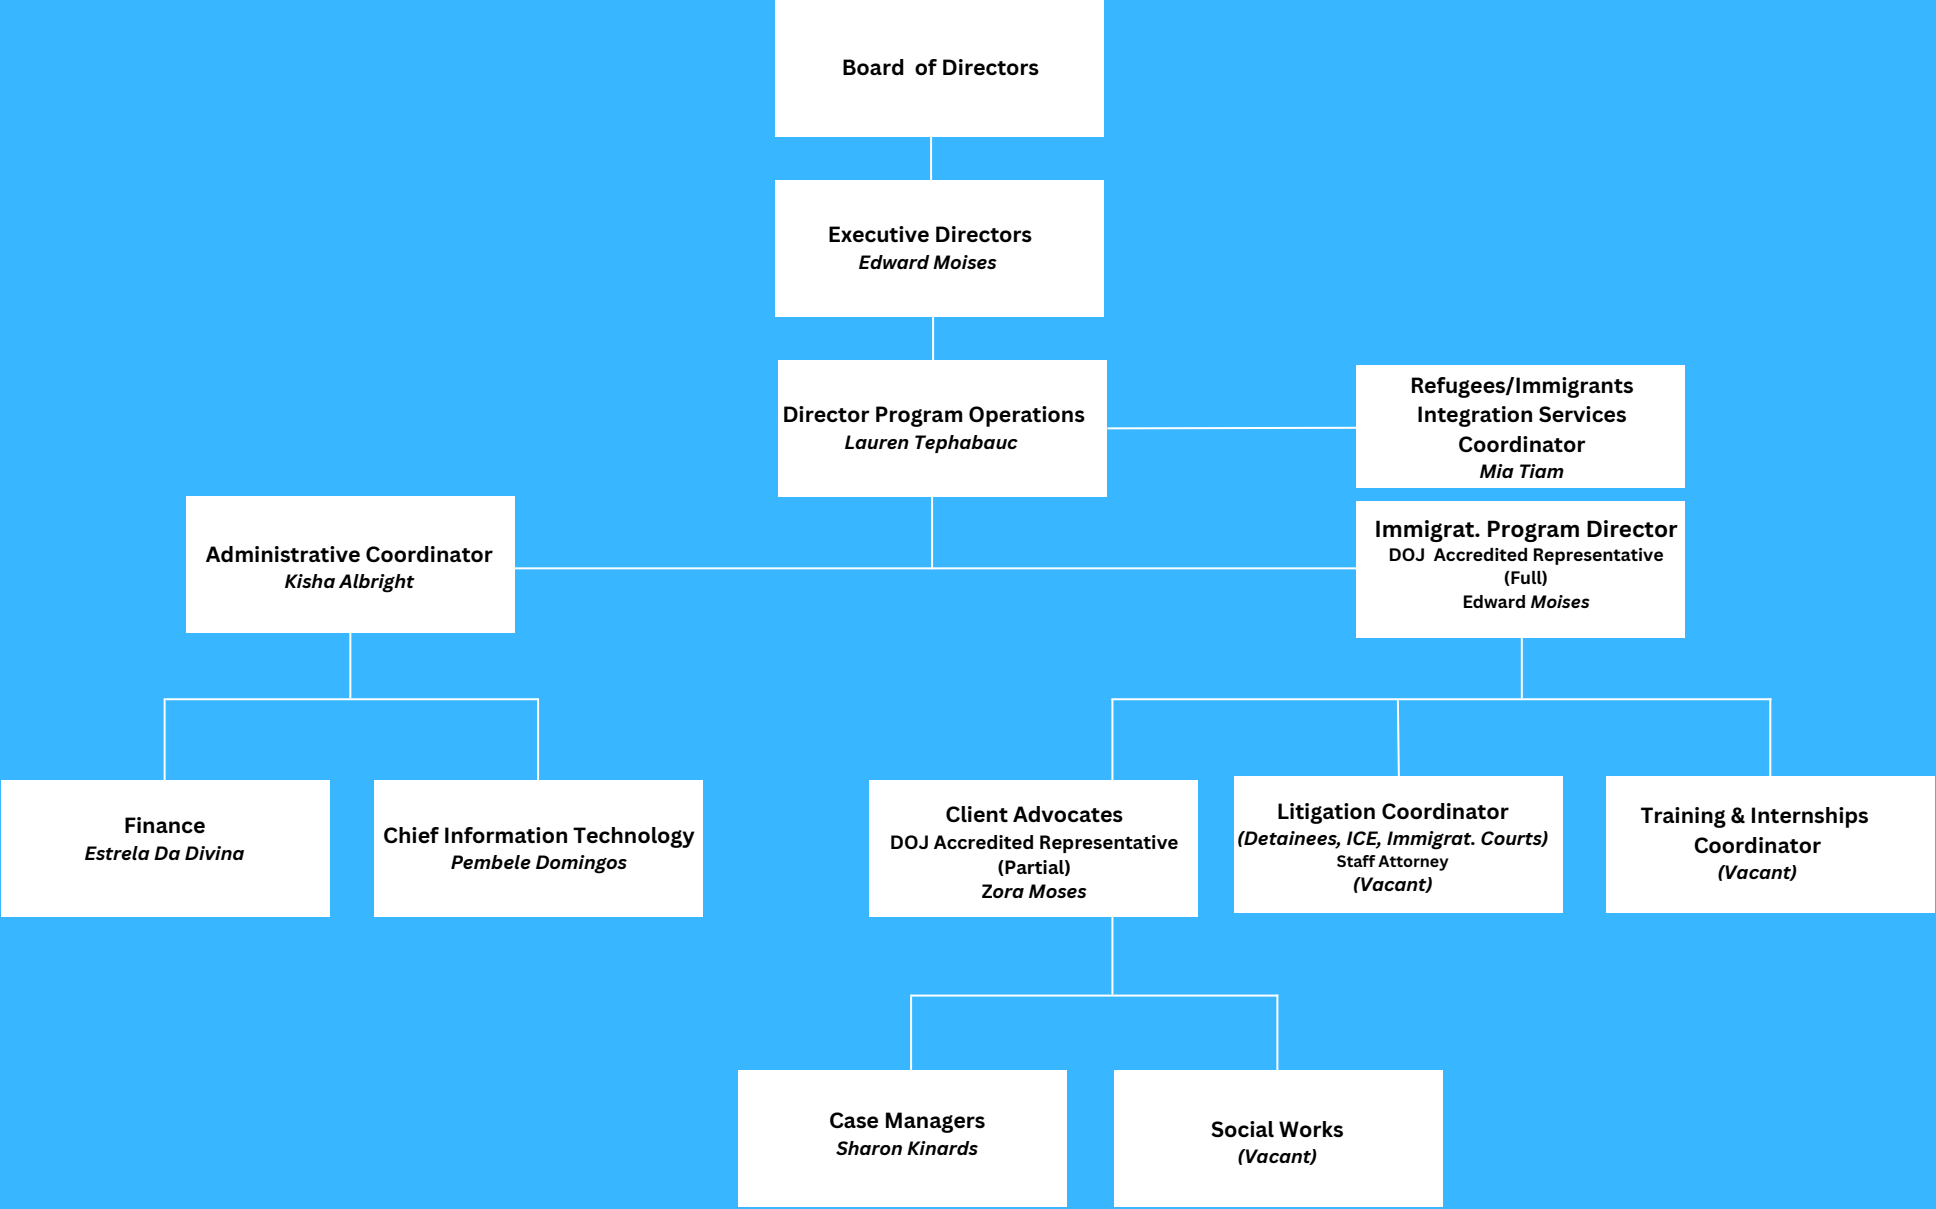 Board of Directors
Executive Directors
Edward Moises
Director Program Operations
Lauren Tephabauc
Refugees/Immigrants
Integration Services
Coordinator
Mia Tiam
Administrative Coordinator
Kisha Albright
Immigrat. Program Director
DOJ Accredited Representative
(Full)
Edward Moises
Finance
Estrela Da Divina
Chief Information Technology
Pembele Domingos
Client Advocates
DOJ Accredited Representative
(Partial)
Zora Moses
Litigation Coordinator
(Detainees, ICE, Immigrat. Courts)
Staff Attorney
(Vacant)
Training & Internships
Coordinator
(Vacant)
Case Managers
Sharon Kinards
Social Works
(Vacant)